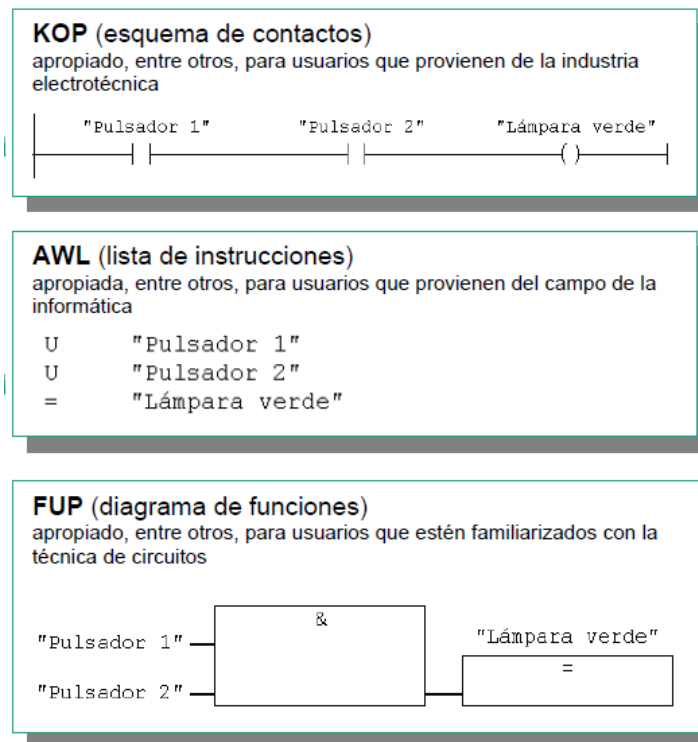 KOP (esquema de contactos)
apropiado, entre otros, para usuarios que provienen de la industria
electrotécnica
"Pulsador 1" "Pulsador 2" "Lámpara verde"
AWL (lista de instrucciones)
apropiada, entre otros, para usuarios que provienen del campo de la
informática
U "Pulsador 1"
U "Pulsador 2"
= "Lámpara verde"
FUP (diagrama de funciones)
apropiado, entre otros, para usuarios que estén familiarizados con la
técnica de circuitos
&
"Pulsador 1" "Lámpara verde"
=
"Pulsador 2"